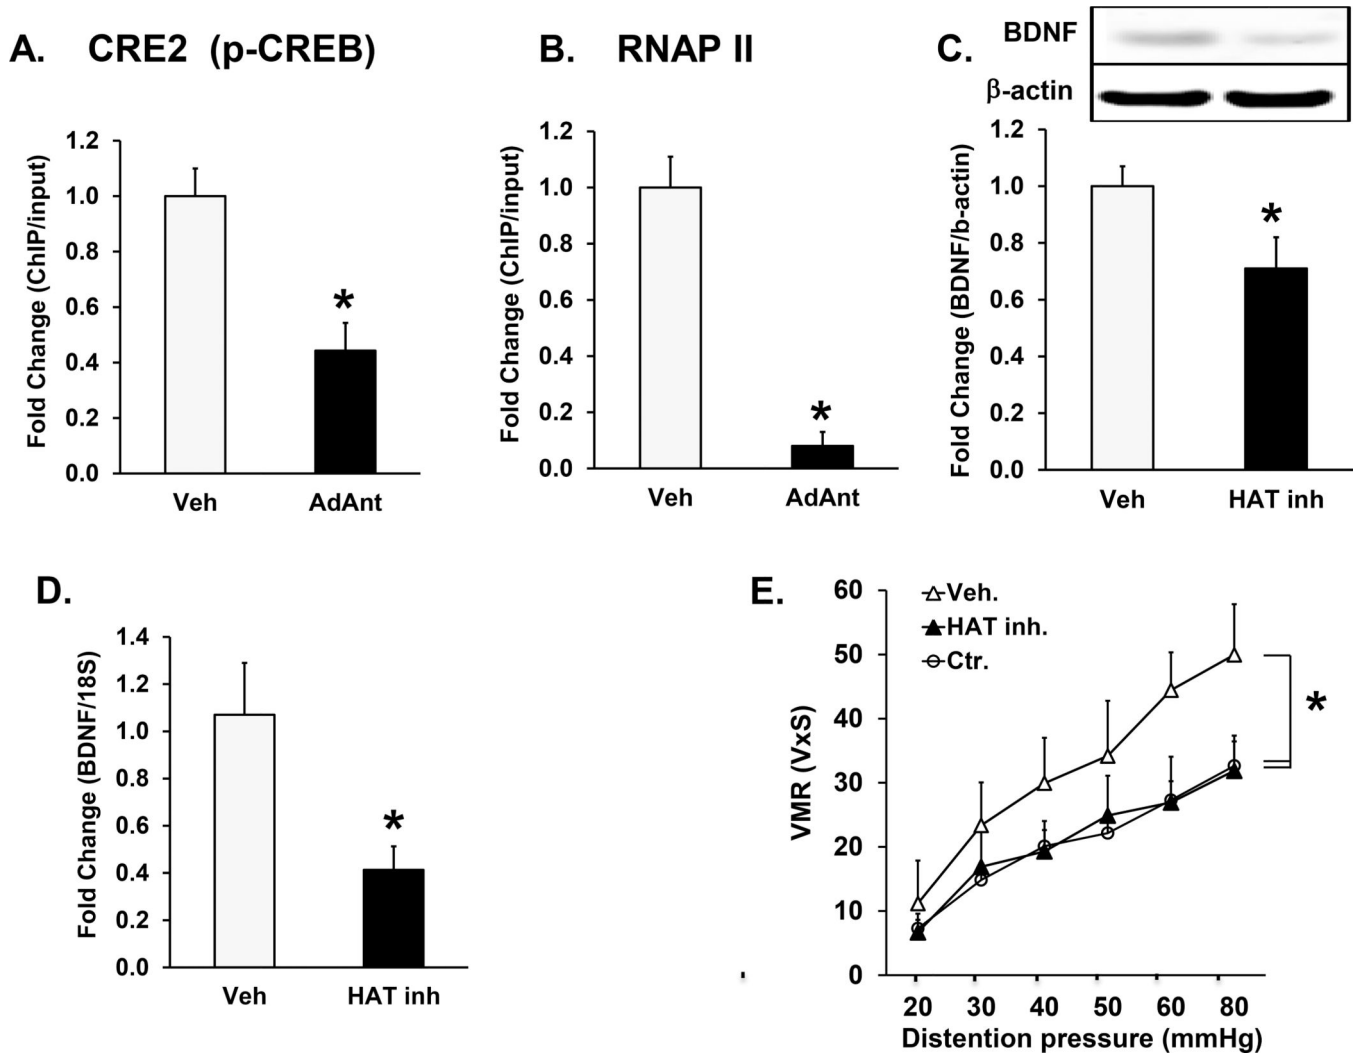 A. CRE2 (p-CREB)
Fold Change (ChIP/input)
1.2
1.0
0.8
0.6
0.4
0.2
0.0
*
Veh AdAnt
B. RNAP II
Fold Change (ChIP/input)
1.2
1.0
0.8
0.6
0.4
0.2
0.0
*
Veh AdAnt
C.
BDNF
β-actin
Fold Change (BDNF/b-actin)
1.2
1.0
0.8
0.6
0.4
0.2
0.0
*
Veh HAT inh
D.
Fold Change (BDNF/18S)
1.4
1.2
1.0
0.8
0.6
0.4
0.2
0.0
*
Veh HAT inh
E.
VMR (VxS)
60
50
40
30
20
10
0
Veh.
HAT inh.
Ctr.
*
20 30 40 50 60 80
Distention pressure (mmHg)